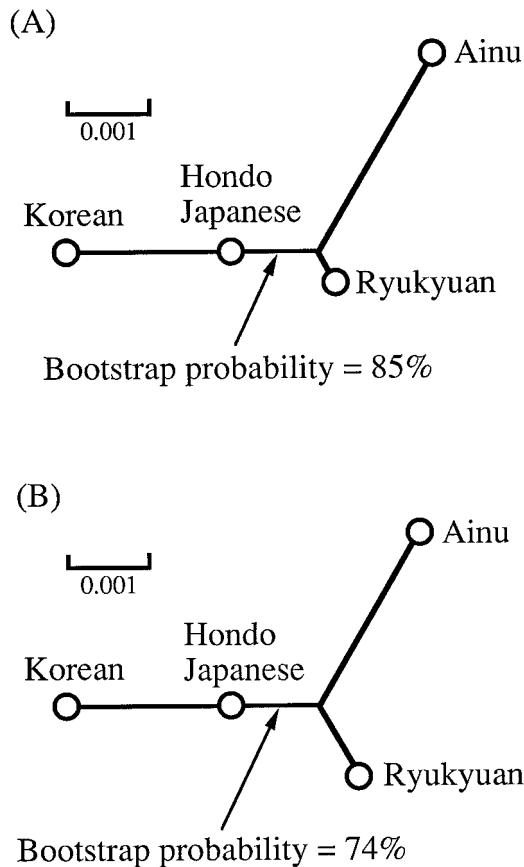 (A)
Ainu
0.001
Hondo
Japanese
Korean
Ryukyuan
Bootstrap probability = 85%
(B)
Ainu
0.001
Hondo
Japanese
Korean
Ryukyuan
Bootstrap probability = 74%